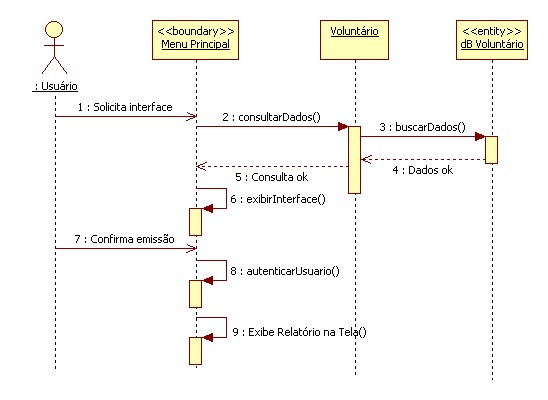 <<boundary>>
Menu Principal
Voluntário
<<entity>>
dB Voluntário
: Usuário
1 : Solicita interface
2 : consultarDados()
3 : buscarDados()
4 : Dados ok
5 : Consulta ok
6 : exibirInterface()
7 : Confirma emissão
8 : autenticarUsuario()
9 : Exibe Relatório na Tela()